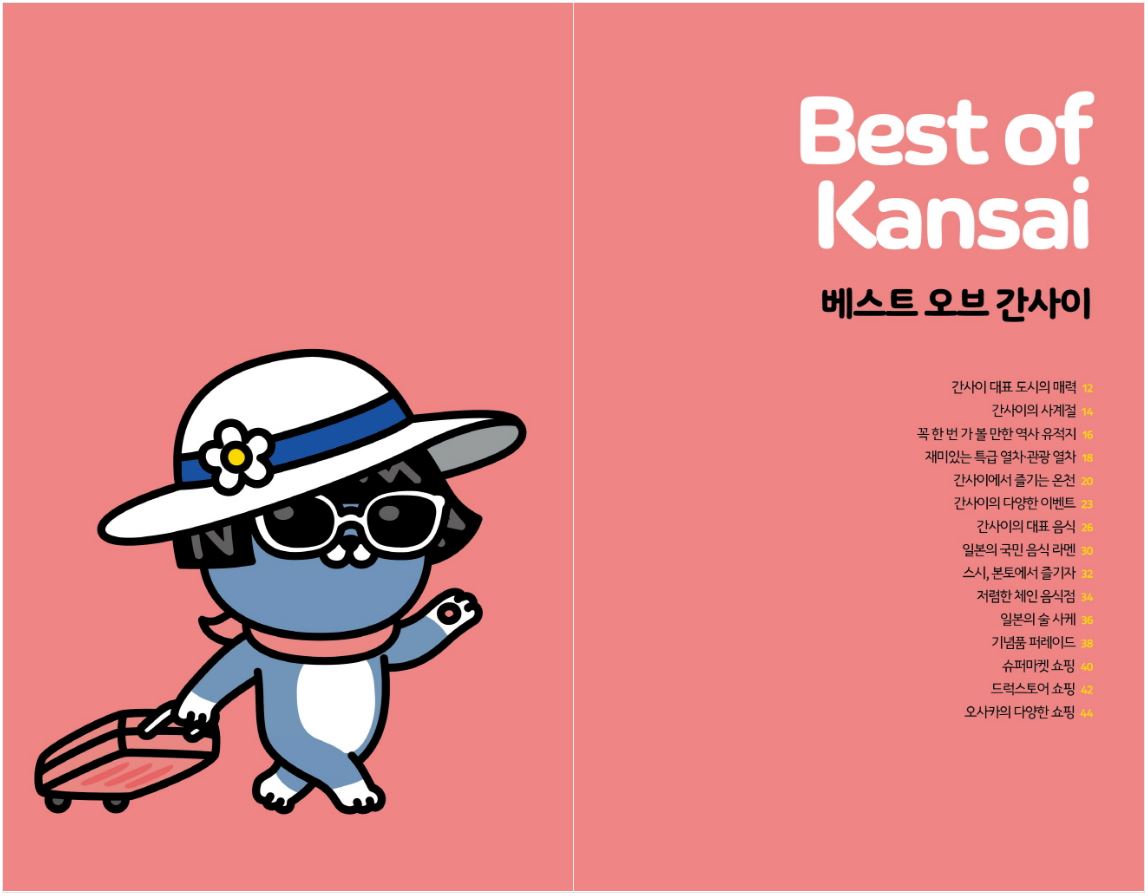 Best of
Kansai
베스트 오브 간사이
간사이 대표 도시의 매력 12
간사이의 사계절 14
꼭 한 번 가 볼 만한 역사 유적지 16
재미있는 특급 열차·관광 열차 18
간사이에서 즐기는 온천 20
간사이의 다양한 이벤트 23
간사이의 대표 음식 26
일본의 국민 음식 라멘 30
스시, 본토에서 즐기자 32
저렴한 체인 음식점 34
일본의 술 사케 36
기념품 퍼레이드 38
슈퍼마켓 쇼핑 40
드럭스토어 쇼핑 42
오사카의 다양한 쇼핑 44